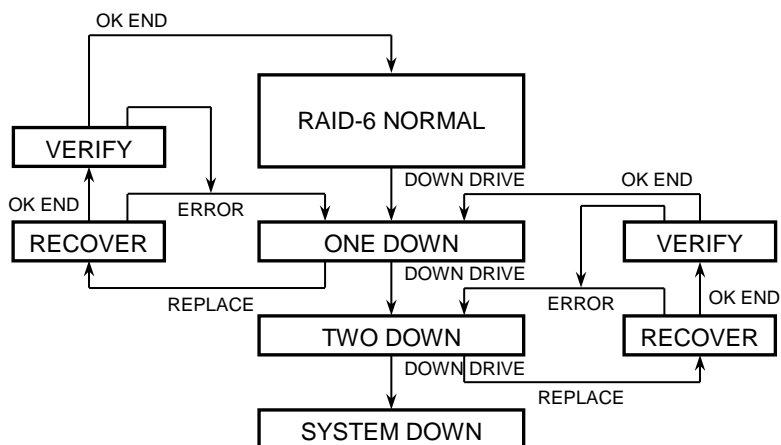 OK END
RAID-6 NORMAL
VERIFY
DOWN DRIVE
OK END
OK END
ERROR
RECOVER
ONE DOWN
VERIFY
DOWN DRIVE
REPLACE
ERROR
OK END
TWO DOWN
RECOVER
DOWN DRIVE
REPLACE
SYSTEM DOWN